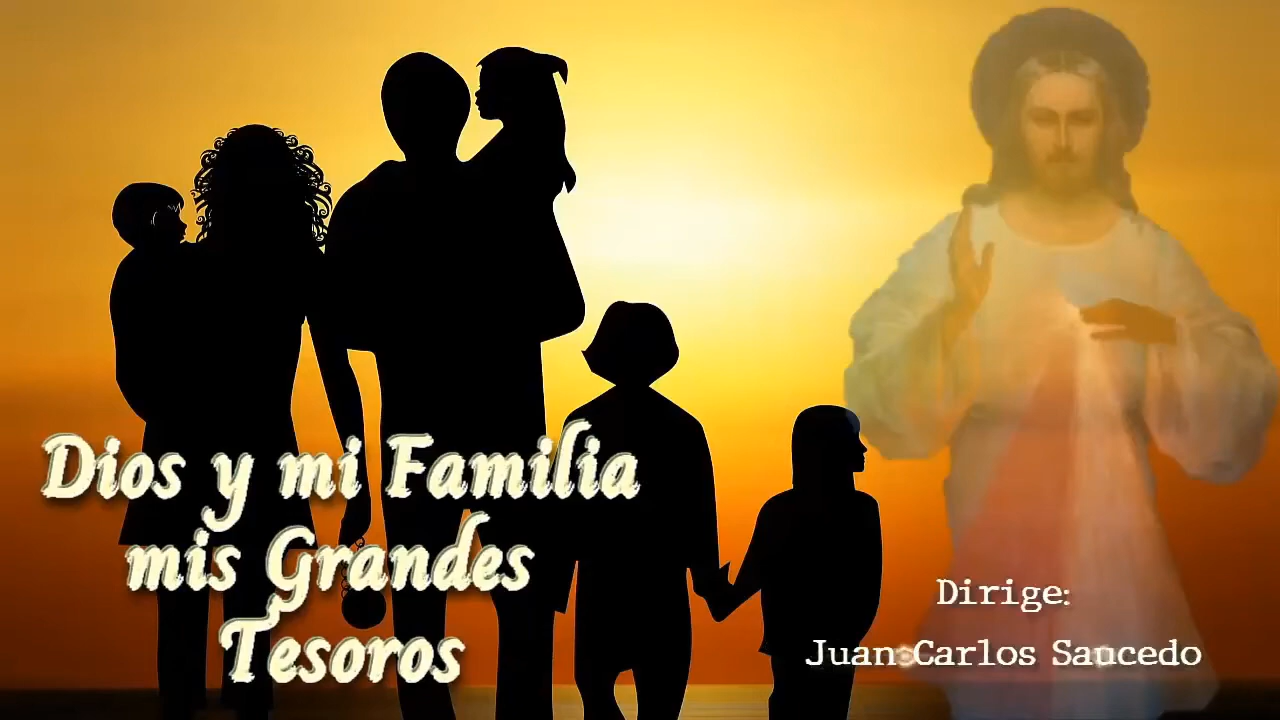 Dios y mi Familia
mis Grandes
Tesoros
Dirige:
Juan Carlos Saucedo